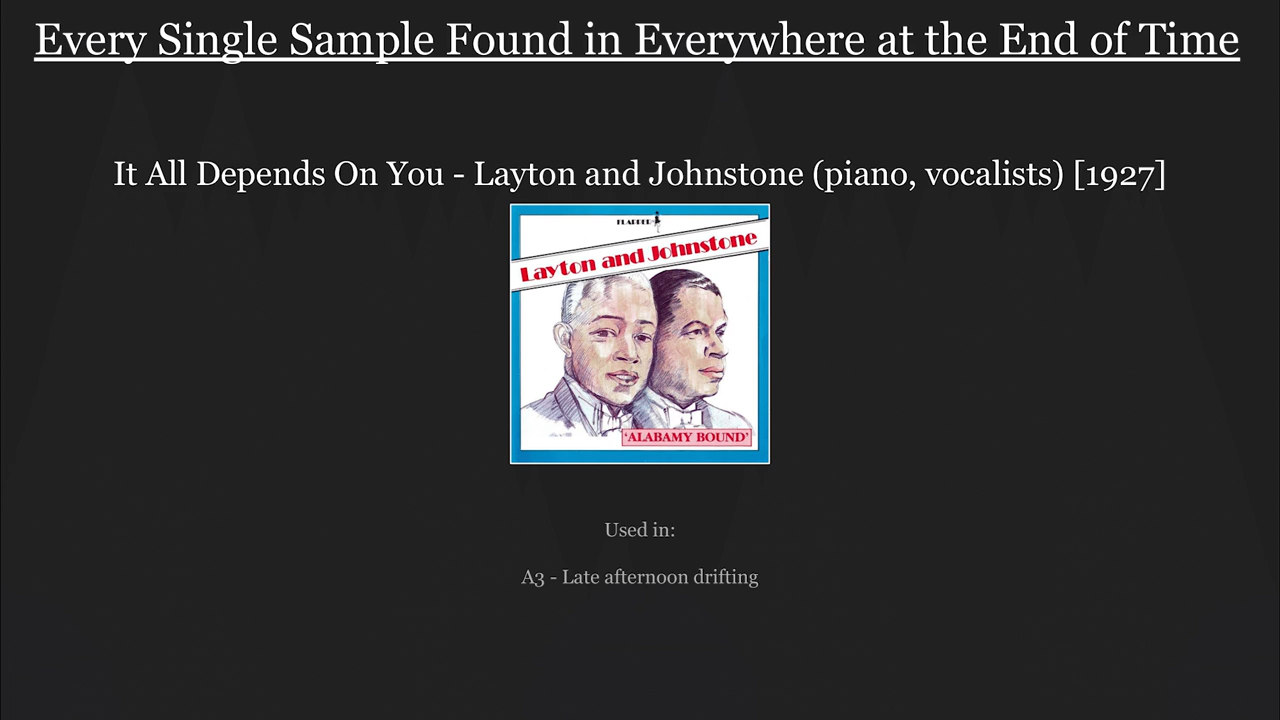 Every Single Sample Found in Everywhere at the End of Time
It All Depends On You - Layton and Johnstone (piano, vocalists) [1927]
FLAPPER
Layton and Johnstone
'ALABAMY BOUND'
Used in:
A3 - Late afternoon drifting